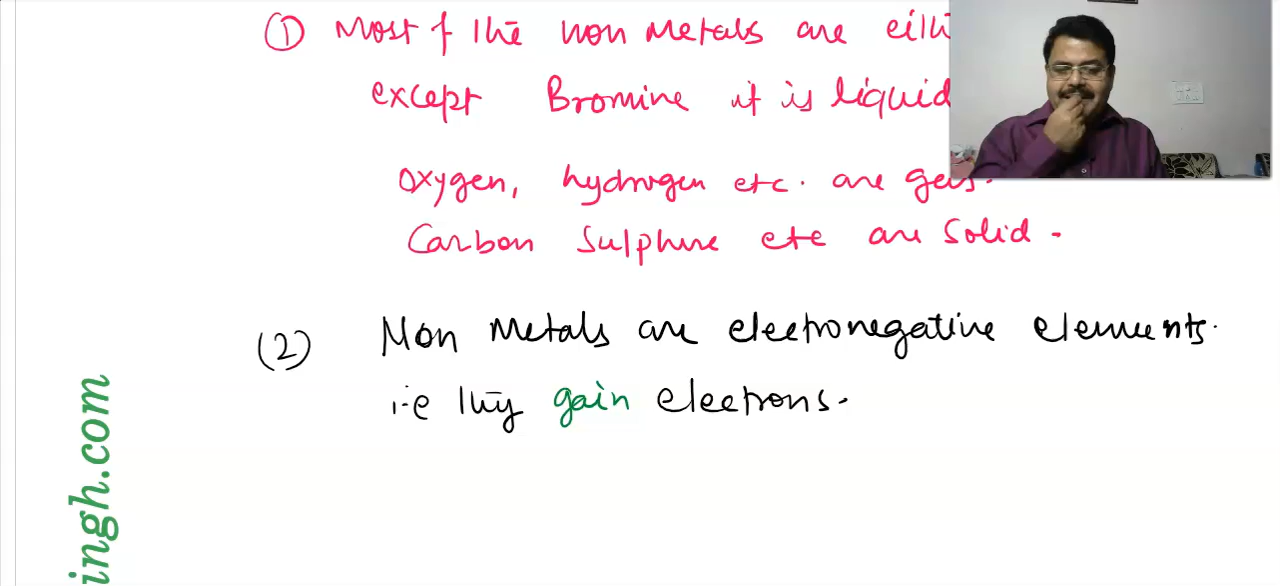 ① Most of the non metals are eith
except Bromine it is liquid
oxygen, hydrogen etc. are gas.
Carbon Sulphure etc are solid.
(2) Non metals are electronegative elements.
i.e they gain electrons.
ingh.com